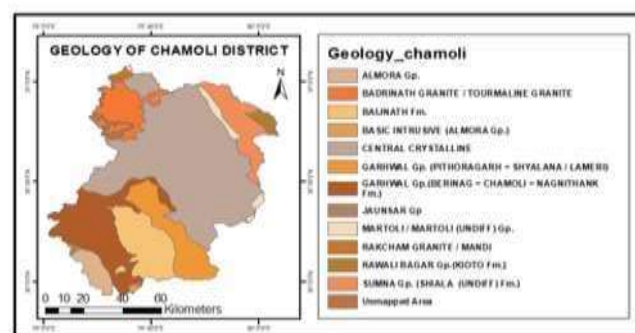 GEOLOGY OF CHAMOLI DISTRICT
N
0 10 20 40 60
Kilometers
Geology_chamoli
ALMORA Gp.
BADRINATH GRANITE / TOURMALINE GRANITE
BAIJNATH Fm.
BASIC INTRUSIVE (ALMORA Gp.)
CENTRAL CRYSTALLINE
GARHWAL Gp. (PITHORAGARH = SHYALANA / LAMERI)
GARHWAL Gp.(BERINAG = CHAMOLI = NAGNITHANK
Fm.)
JAUNSAR Gp
MARTOLI / MARTOLI (UNDIFF) Gp.
RAKCHAM GRANITE / MANDI
RAWALI BAGAR Gp.(KIOTO Fm.)
SUMNA Gp. (SHIALA (UNDIFF) Fm.)
Unmapped Area